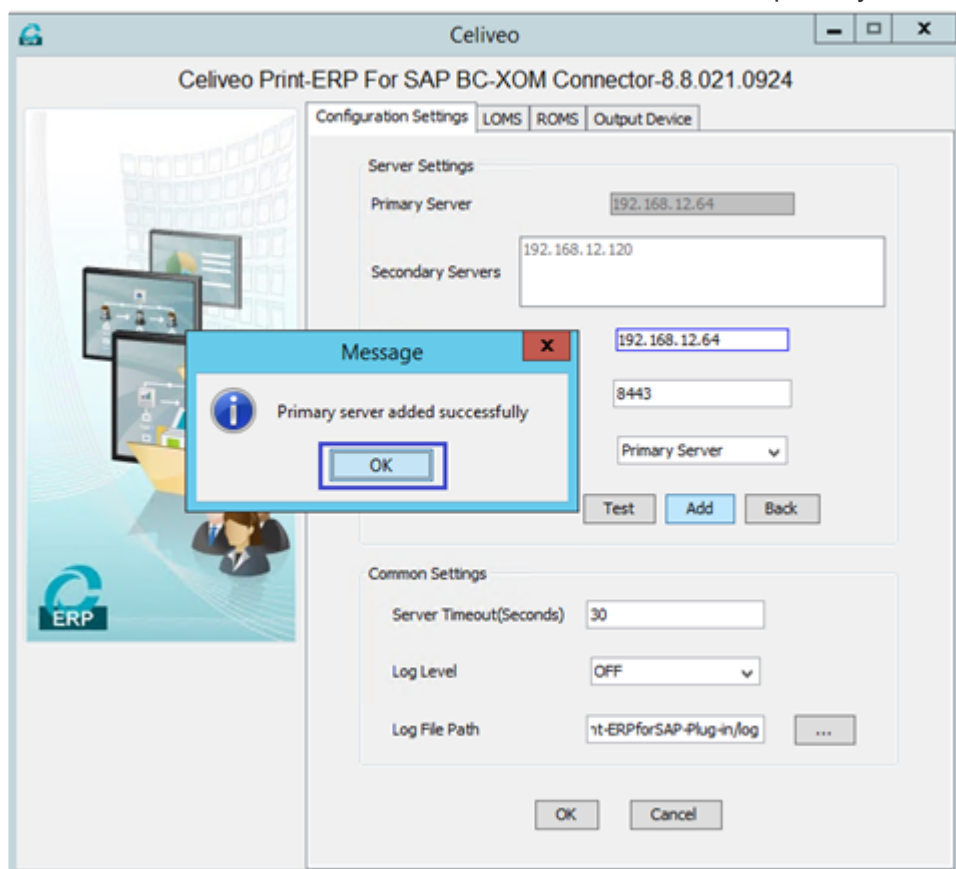 Celiveo
Celiveo Print-ERP For SAP BC-XOM Connector-8.8.021.0924
Configuration Settings LOMS ROMS Output Device
Server Settings
Primary Server 192.168.12.64
Secondary Servers 192.168.12.120
192.168.12.64
8443
Primary Server
Test Add Back
Message
x
Primary server added successfully
OK
Common Settings
Server Timeout(Seconds) 30
Log Level OFF
Log File Path nt-ERPforSAP-Plug-in/log ...
OK Cancel
ERP